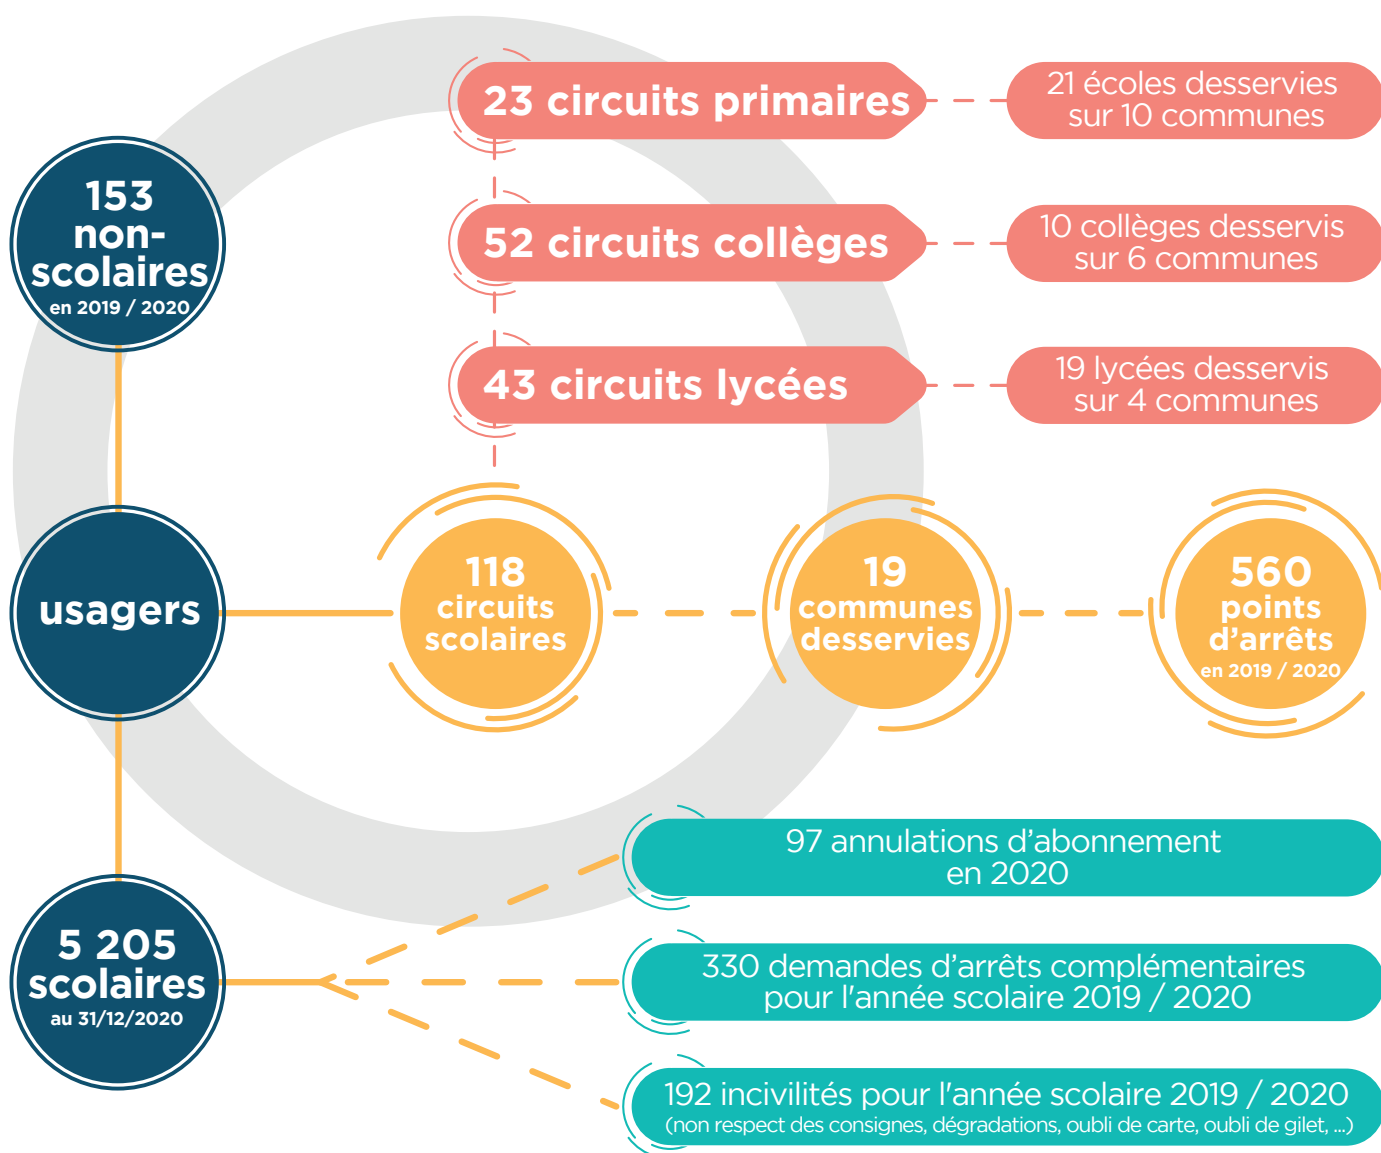 23 circuits primaires
21 écoles desservies
sur 10 communes
153
non-
scolaires
en 2019 / 2020
52 circuits collèges
10 collèges desservis
sur 6 communes
43 circuits lycées
19 lycées desservis
sur 4 communes
usagers
118
circuits
scolaires
19
communes
desservies
560
points
d’arrêts
en 2019 / 2020
97 annulations d’abonnement
en 2020
5 205
scolaires
au 31/12/2020
330 demandes d’arrêts complémentaires
pour l'année scolaire 2019 / 2020
192 incivilités pour l'année scolaire 2019 / 2020
(non respect des consignes, dégradations, oubli de carte, oubli de gilet, ...)